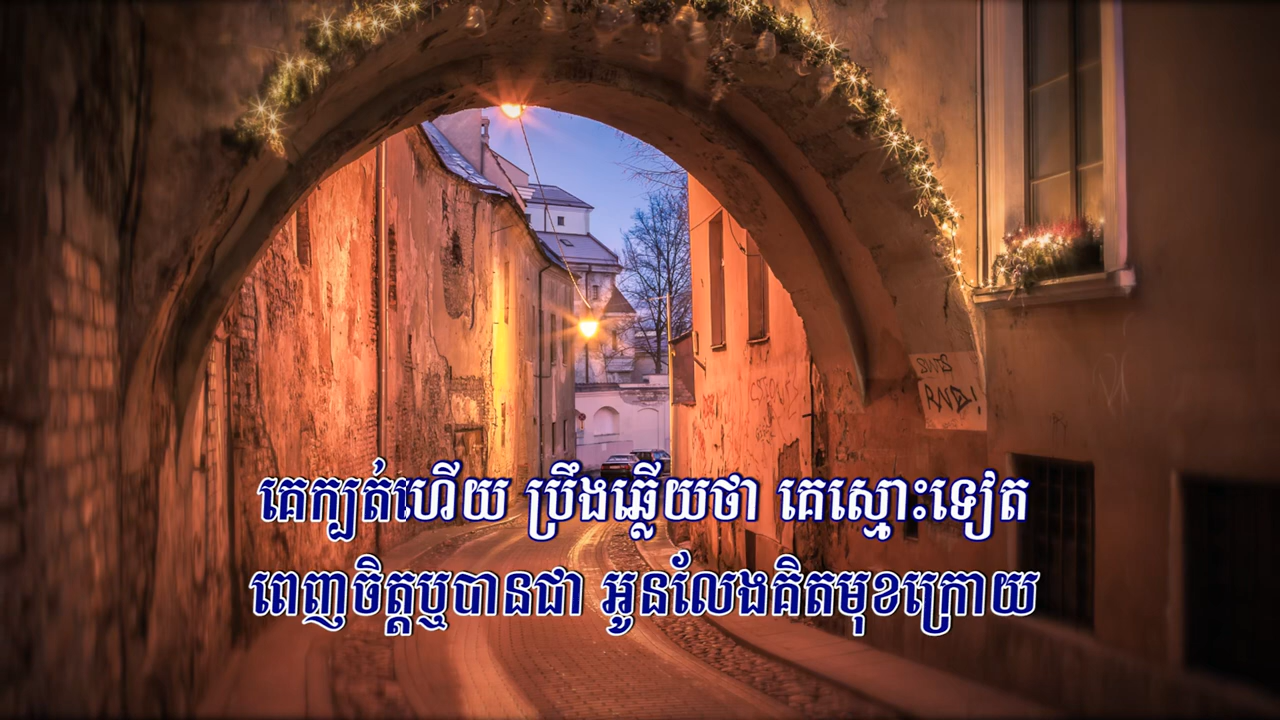 SWTS
RND!
គេក្បត់ហើយ ប្រឹងឆ្លើយថា គេស្មោះទៀត
ពេញចិត្តឬបានជា អូនលែងគិតមុខក្រោយ